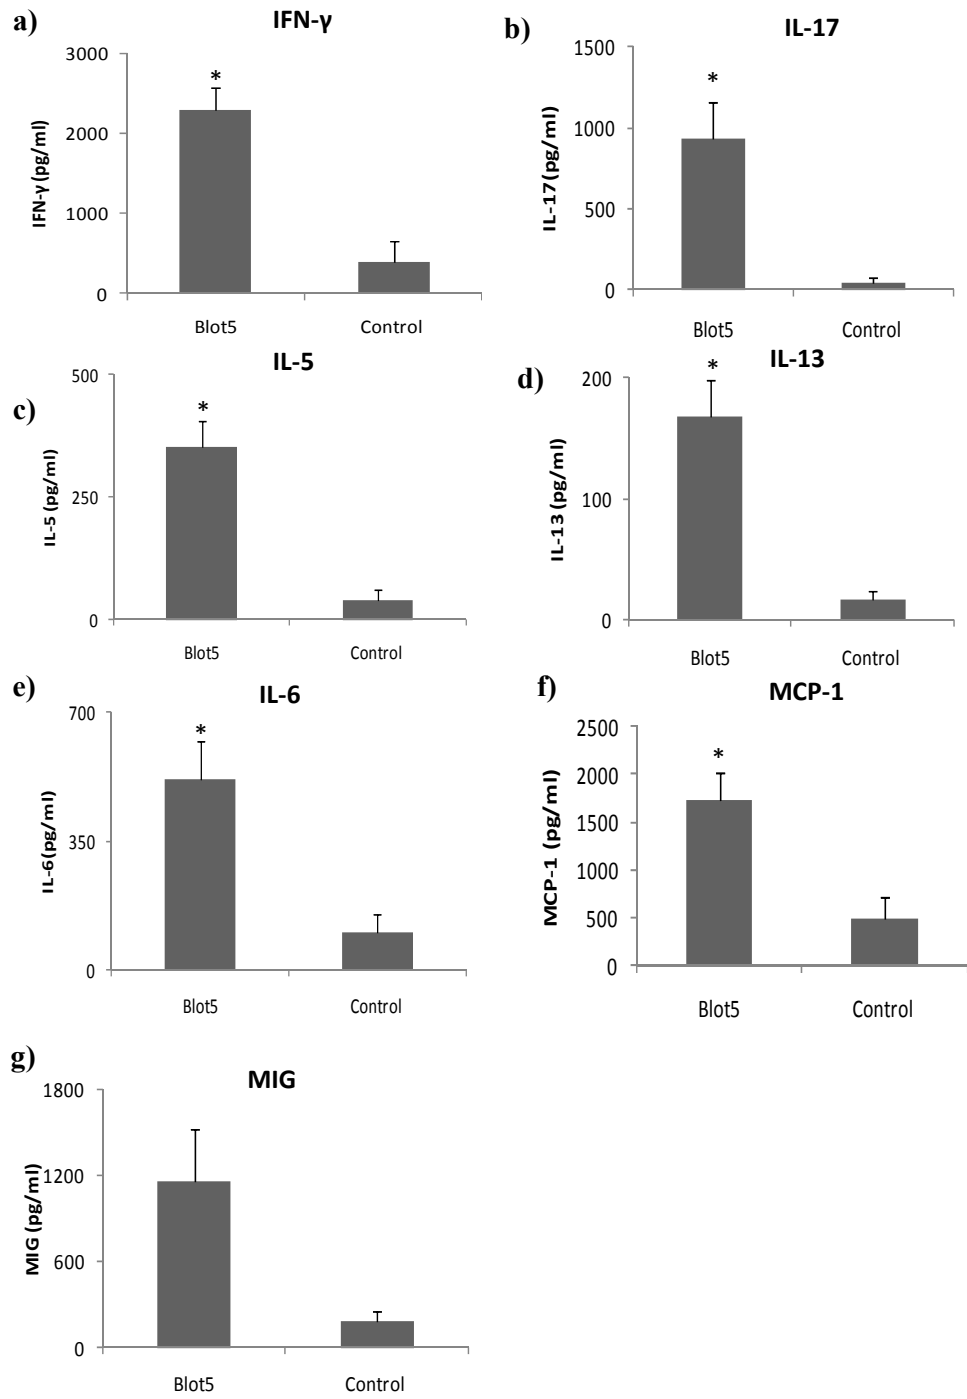 a)
IFN-γ
IFN-γ (pg/ml)
3000
2000
1000
0
*
Blot5
Control
b)
IL-17
IL-17 (pg/ml)
1500
1000
500
0
*
Blot5
Control
c)
IL-5
IL-5 (pg/ml)
500
250
0
*
Blot5
Control
d)
IL-13
IL-13 (pg/ml)
200
100
0
*
Blot5
Control
e)
IL-6
IL-6(pg/ml)
700
350
0
*
Blot5
Control
f)
MCP-1
MCP-1 (pg/ml)
2500
2000
1500
1000
500
0
*
Blot5
Control
g)
MIG
MIG (pg/ml)
1800
1200
600
0
Blot5
Control